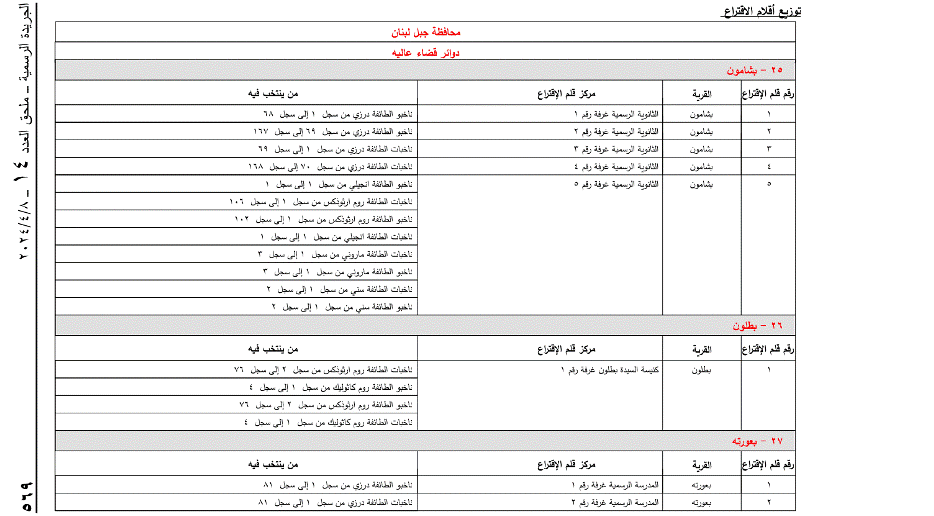 توزيع أقلام الاقتراع
محافظة جبل لبنان
دوائر قضاء عاليه
٢٥ - بشامون
رقم قلم الإقتراع القرية مركز قلم الإقتراع من ينتخب فيه
١ بشامون الثانوية الرسمية غرفة رقم ١ ناخبو الطائفة درزي من سجل ١ إلى سجل ٦٨
٢ بشامون الثانوية الرسمية غرفة رقم ٢ ناخبو الطائفة درزي من سجل ٦٩ إلى سجل ١٦٧
٣ بشامون الثانوية الرسمية غرفة رقم ٣ ناخبات الطائفة درزي من سجل ١ إلى سجل ٦٩
٤ بشامون الثانوية الرسمية غرفة رقم ٤ ناخبات الطائفة درزي من سجل ٧٠ إلى سجل ١٦٨
٥ بشامون الثانوية الرسمية غرفة رقم ٥ ناخبو الطائفة انجيلي من سجل ١ إلى سجل ١
ناخبات الطائفة روم ارثوذكس من سجل ١ إلى سجل ١٠٦
ناخبو الطائفة روم ارثوذكس من سجل ١ إلى سجل ١٠٢
ناخبات الطائفة انجيلي من سجل ١ إلى سجل ١
ناخبات الطائفة ماروني من سجل ١ إلى سجل ٣
ناخبو الطائفة ماروني من سجل ١ إلى سجل ٣
ناخبات الطائفة سني من سجل ١ إلى سجل ٢
ناخبو الطائفة سني من سجل ١ إلى سجل ٢
٢٦ - بطلون
رقم قلم الإقتراع القرية مركز قلم الإقتراع من ينتخب فيه
١ بطلون كنيسة السيدة بطلون غرفة رقم ١ ناخبات الطائفة روم ارثوذكس من سجل ٢ إلى سجل ٧٦
ناخبو الطائفة روم كاثوليك من سجل ١ إلى سجل ٤
ناخبو الطائفة روم ارثوذكس من سجل ٢ إلى سجل ٧٦
ناخبات الطائفة روم كاثوليك من سجل ١ إلى سجل ٤
٢٧ - بعورته
رقم قلم الإقتراع القرية مركز قلم الإقتراع من ينتخب فيه
١ بعورته المدرسة الرسمية غرفة رقم ١ ناخبو الطائفة درزي من سجل ١ إلى سجل ٨١
٢ بعورته المدرسة الرسمية غرفة رقم ٢ ناخبات الطائفة درزي من سجل ١ إلى سجل ٨١
الجريدة الرسمية - ملحق العدد ١٤ - ٢٠٢٤/٤/٨
٥٦٩